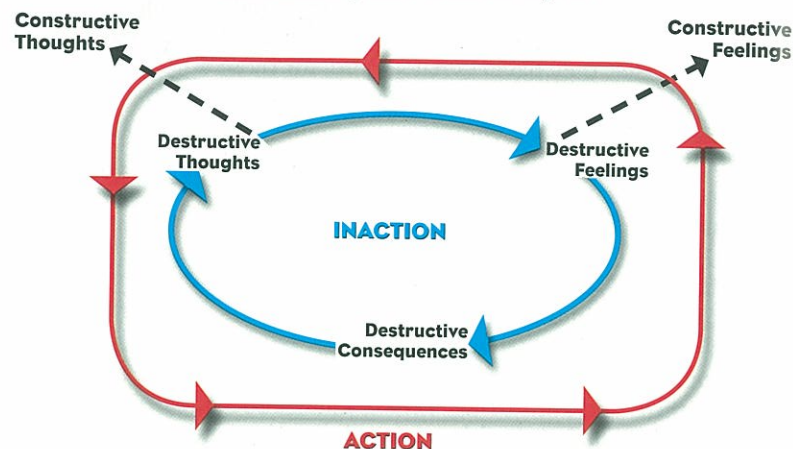 Constructive
Thoughts
Constructive
Feelings
Destructive
Thoughts
Destructive
Feelings
INACTION
Destructive
Consequences
ACTION